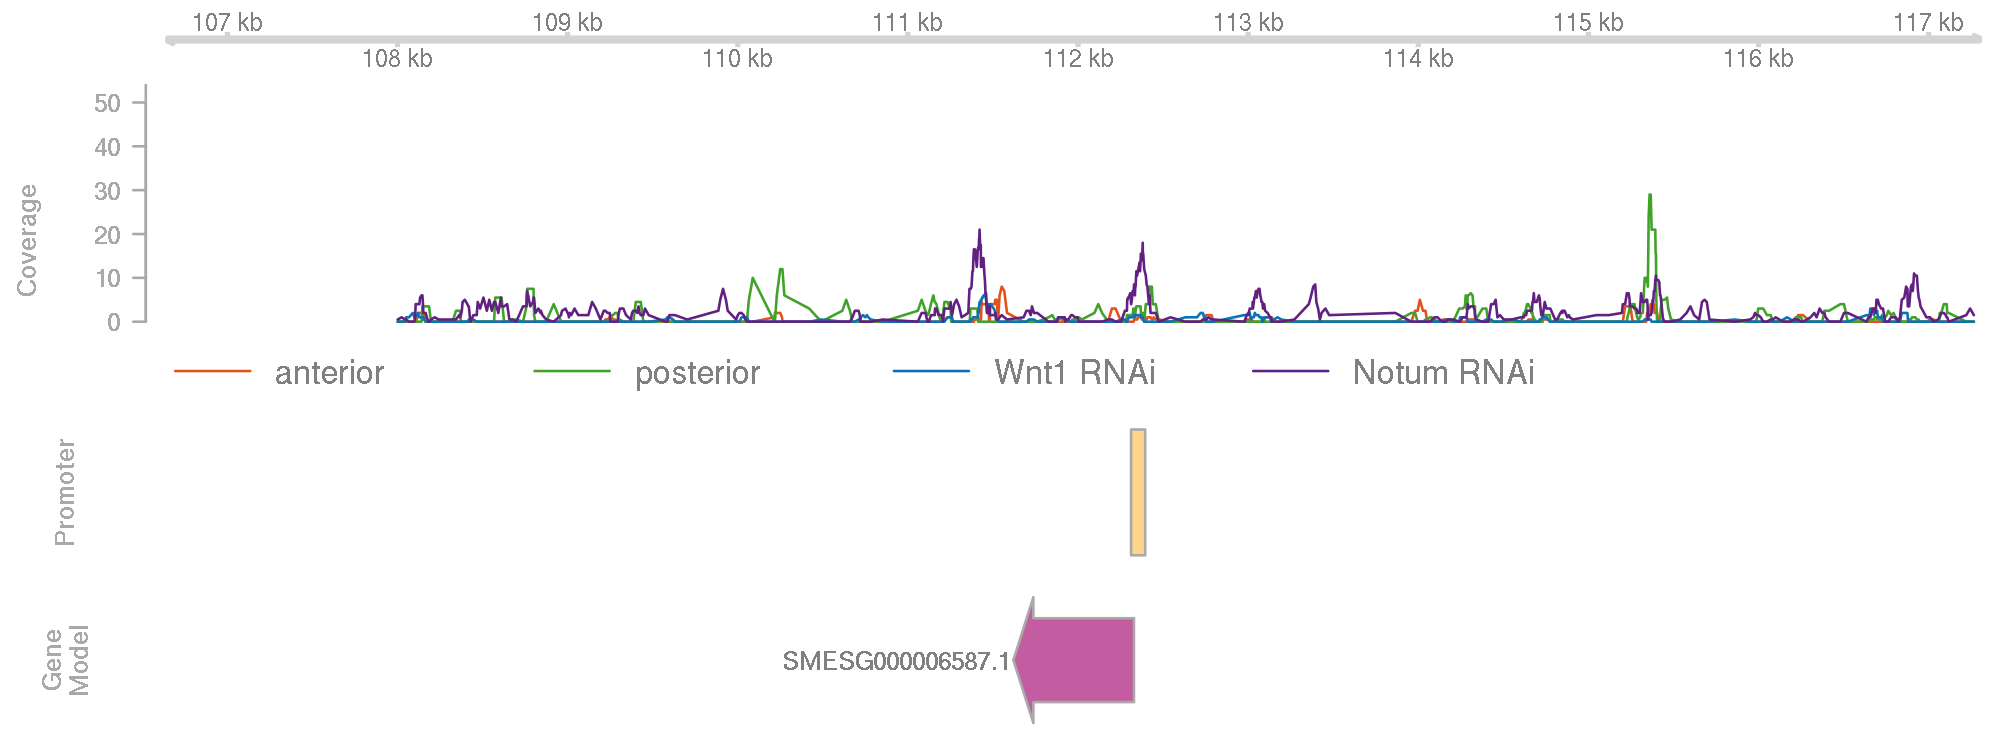 107 kb 109 kb 111 kb 113 kb 115 kb 117 kb
108 kb 110 kb 112 kb 114 kb 116 kb
Coverage
50
40
30
20
10
0
anterior posterior Wnt1 RNAi Notum RNAi
Promoter
Gene
Model
SMESG000006587.1